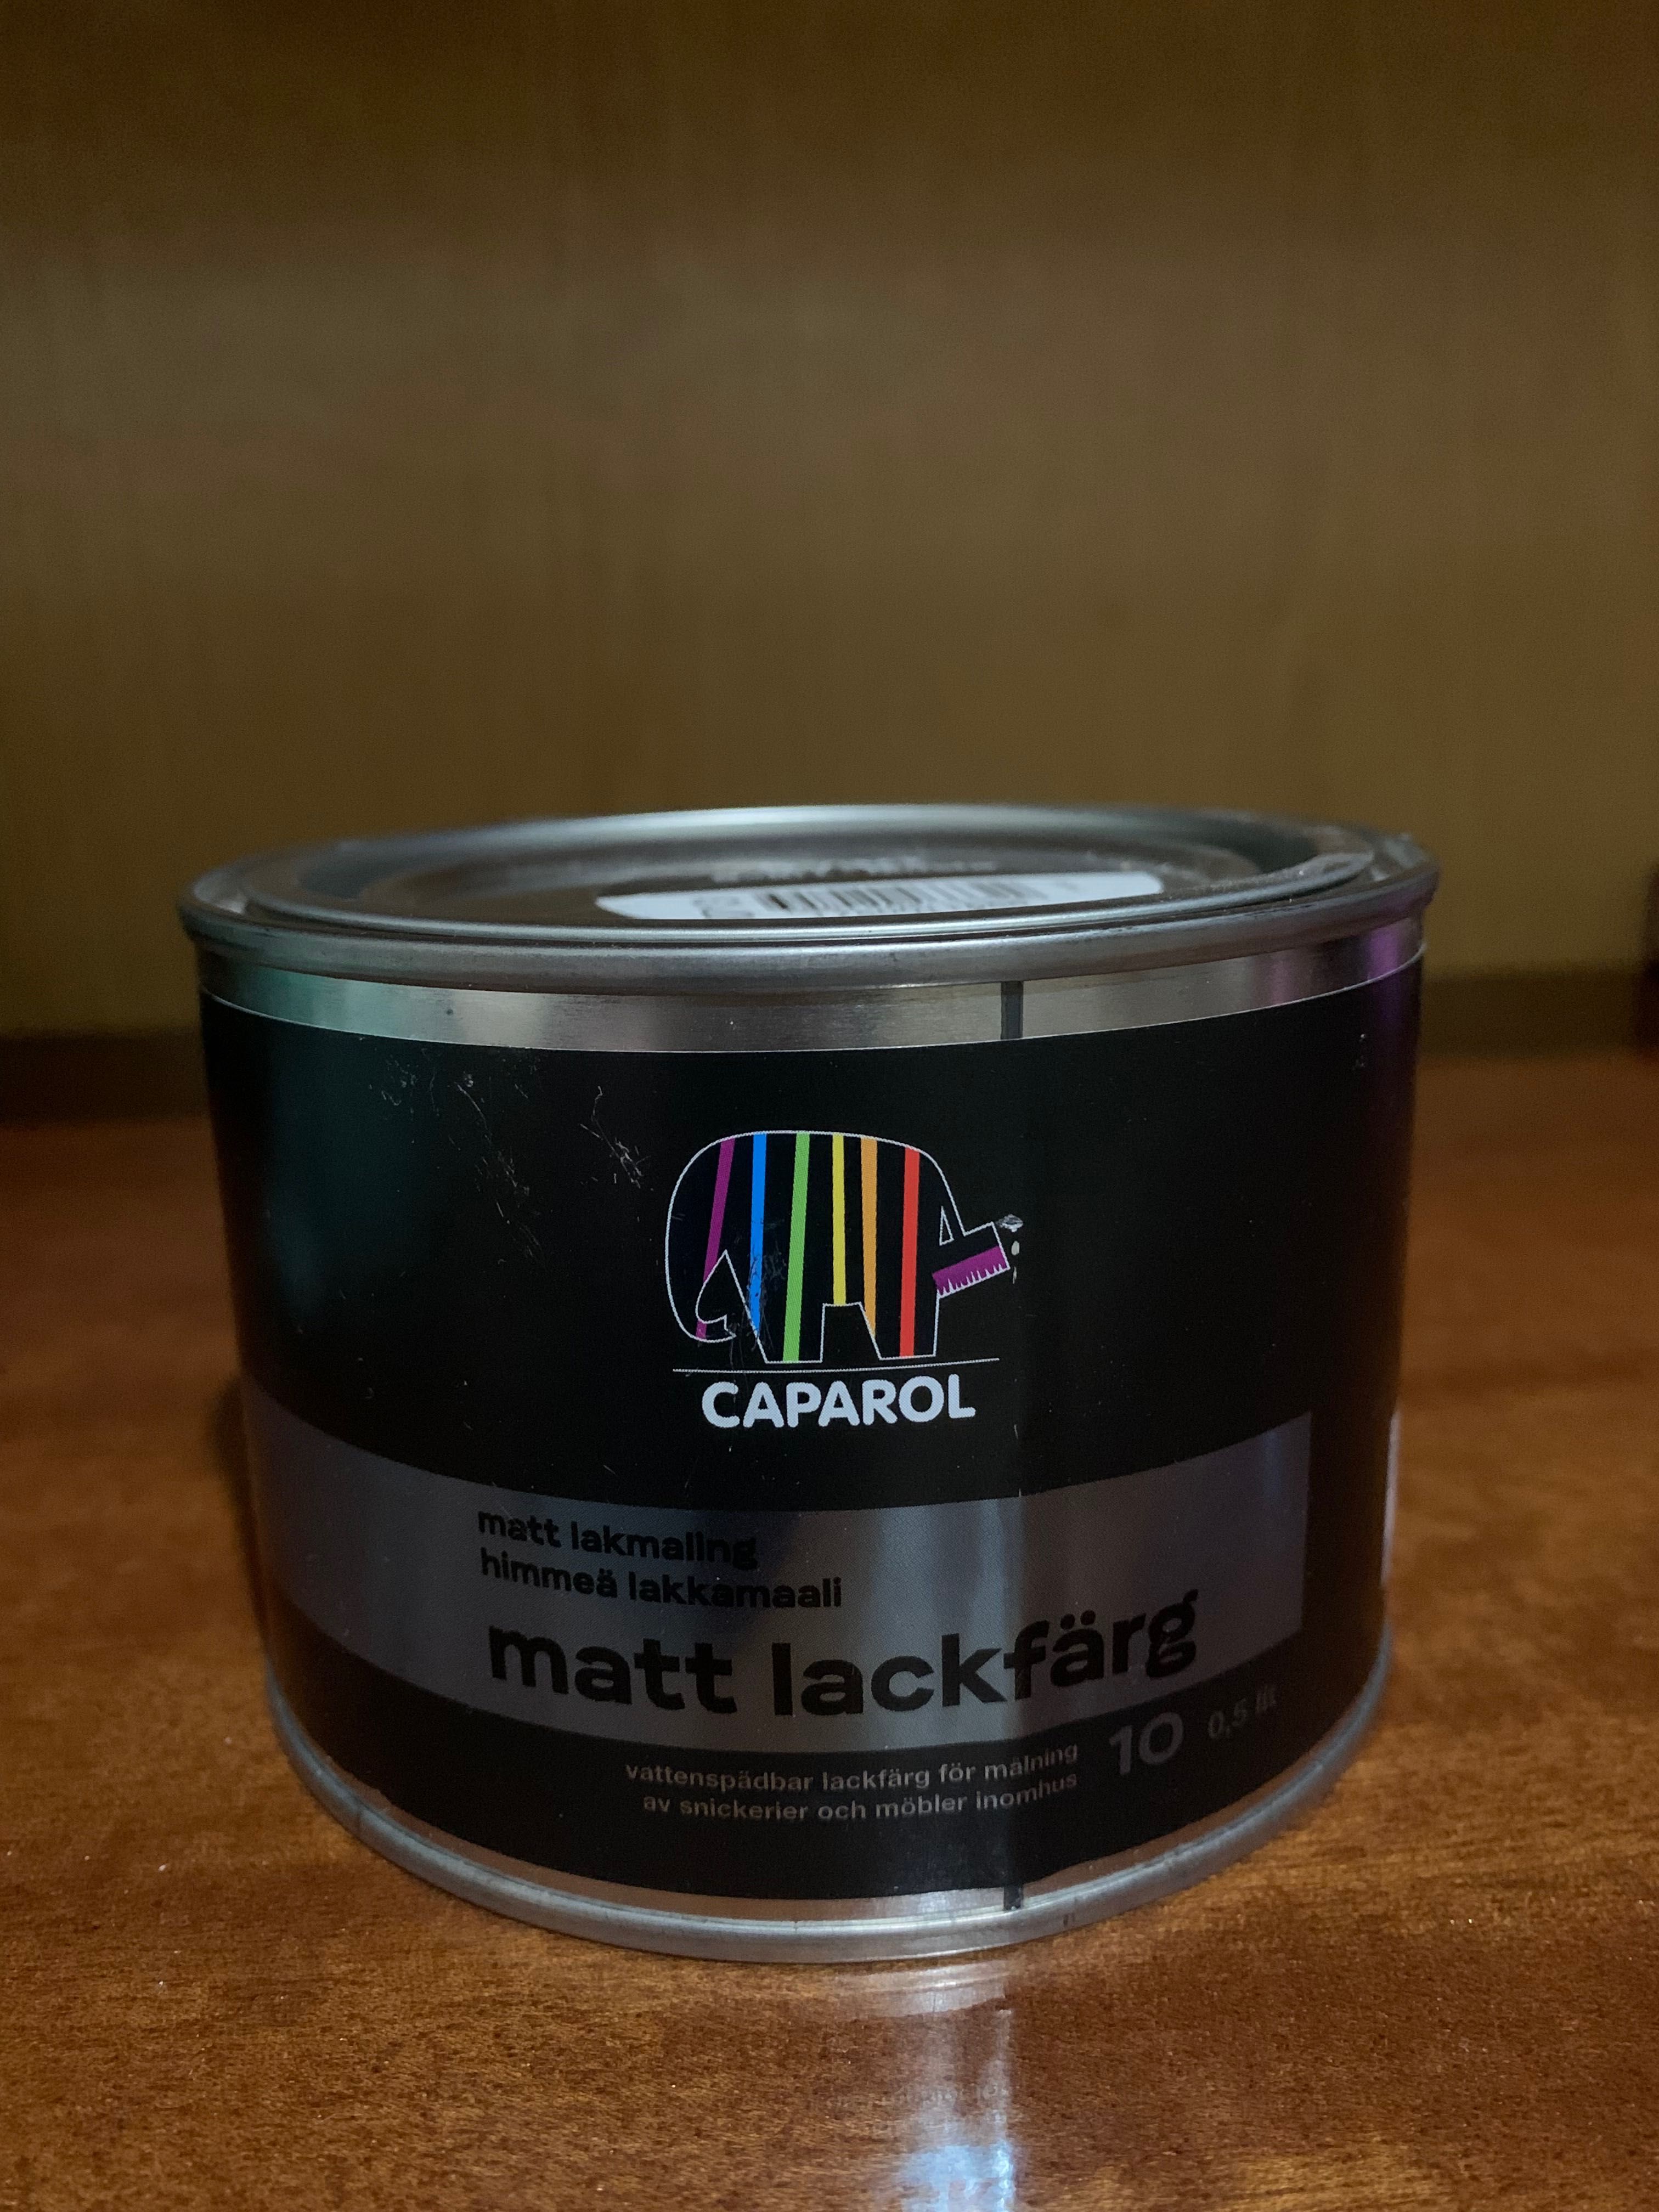 CAPAROL
matt lakmaling
himmeä lakkamaali
matt lackfärg
10 0,5 lit
vattenspädbar lackfärg för målning
av snickerier och möbler inomhus